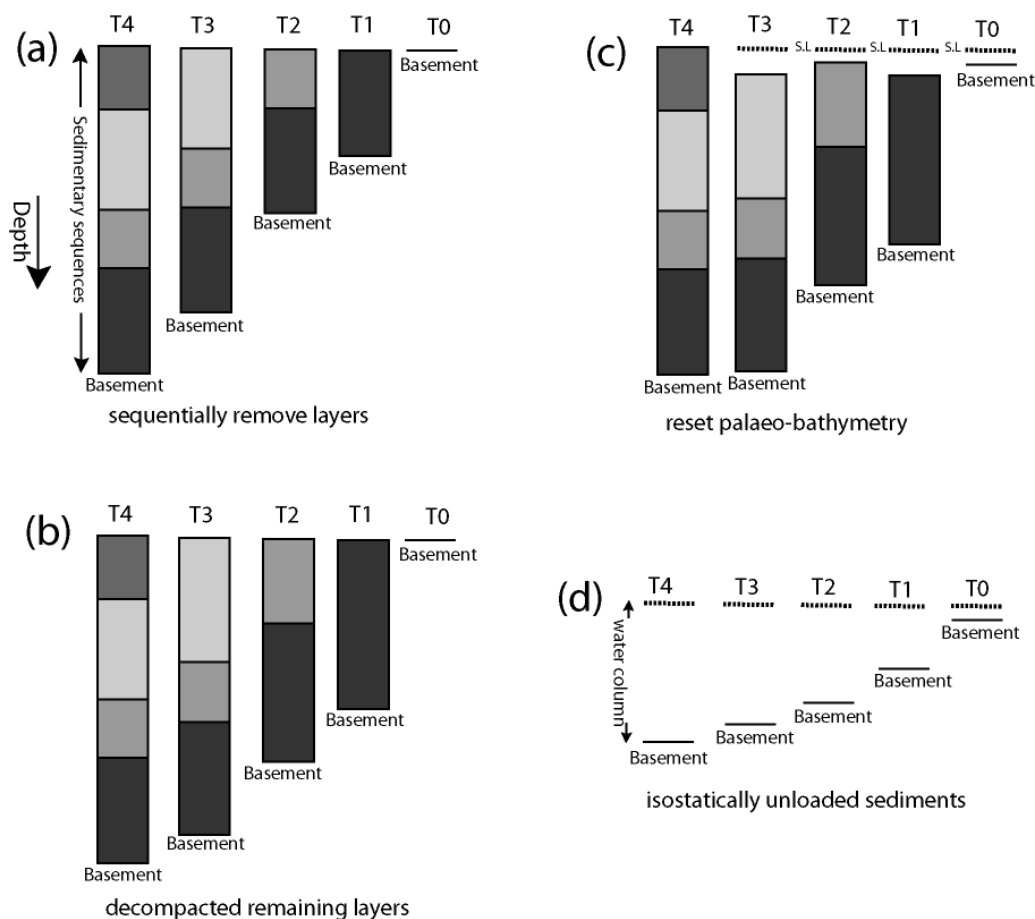 (a)
T4 T3 T2 T1 T0
Basement
Sedimentary sequences
Depth
Basement
Basement
Basement
Basement
sequentially remove layers
(b)
T4 T3 T2 T1 T0
Basement
Basement
Basement
Basement
Basement
decompacted remaining layers
(c)
T4 T3 T2 T1 T0
S.L S.L S.L
Basement
Basement
Basement
Basement
Basement
reset palaeo-bathymetry
(d)
T4 T3 T2 T1 T0
water column
Basement
Basement
Basement
Basement
Basement
isostatically unloaded sediments